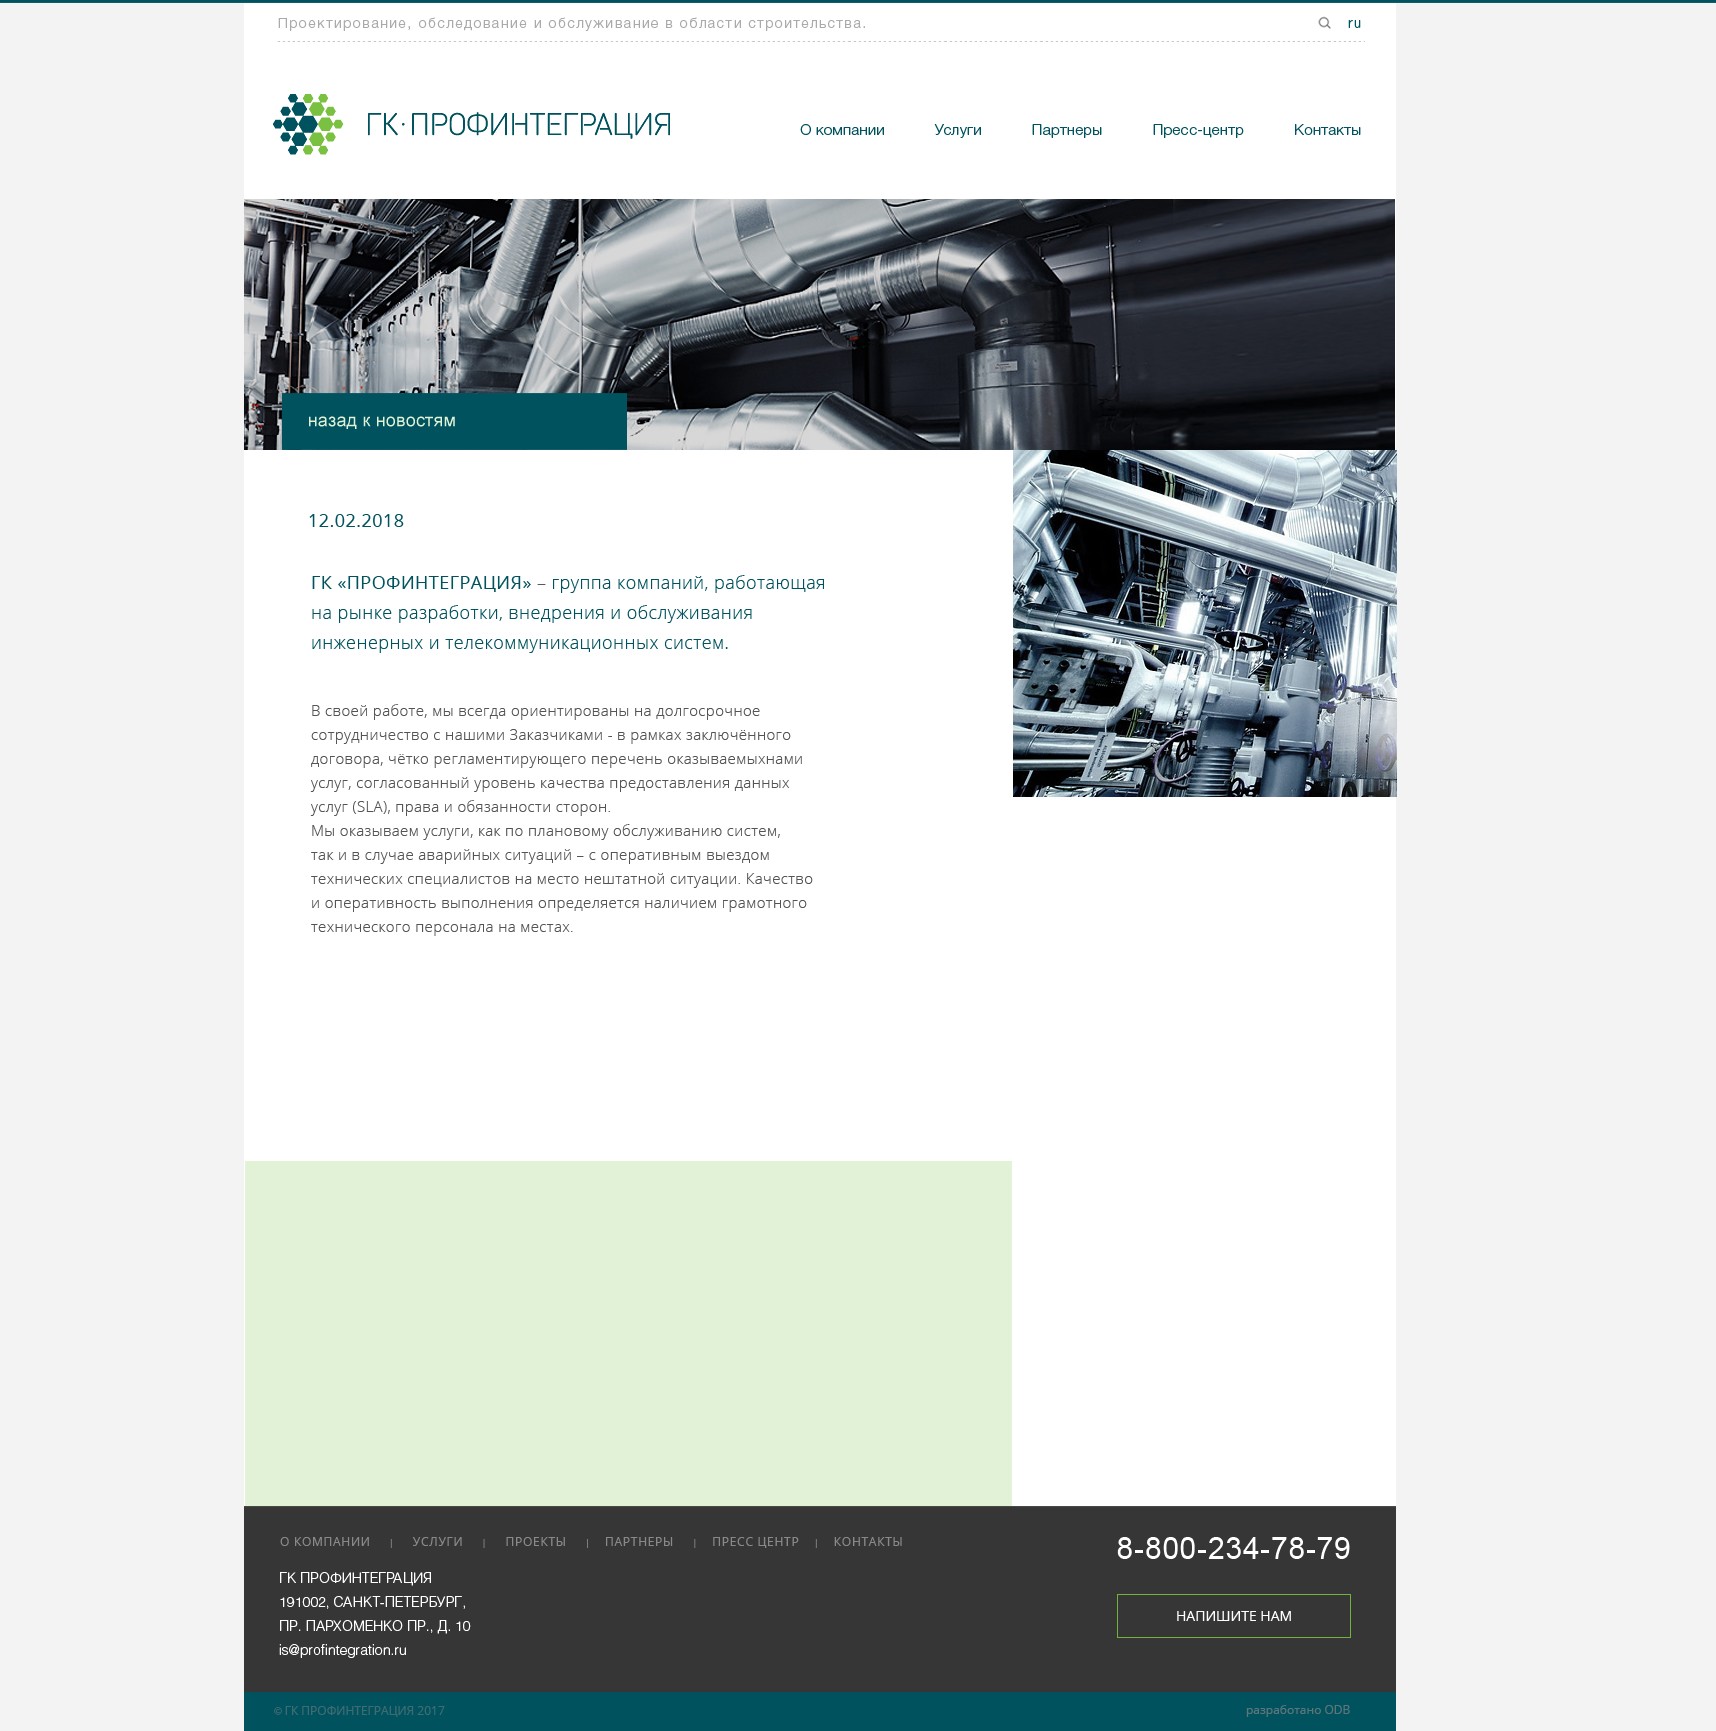 Проектирование, обследование и обслуживание в области строительства.
ru
ГК·ПРОФИНТЕГРАЦИЯ
О компании
Услуги
Партнеры
Пресс-центр
Контакты
назад к новостям
12.02.2018
ГК «ПРОФИНТЕГРАЦИЯ» – группа компаний, работающая
на рынке разработки, внедрения и обслуживания
инженерных и телекоммуникационных систем.
В своей работе, мы всегда ориентированы на долгосрочное
сотрудничество с нашими Заказчиками - в рамках заключённого
договора, чётко регламентирующего перечень оказываемыхнами
услуг, согласованный уровень качества предоставления данных
услуг (SLA), права и обязанности сторон.
Мы оказываем услуги, как по плановому обслуживанию систем,
так и в случае аварийных ситуаций – с оперативным выездом
технических специалистов на место нештатной ситуации. Качество
и оперативность выполнения определяется наличием грамотного
технического персонала на местах.
О КОМПАНИИ | УСЛУГИ | ПРОЕКТЫ | ПАРТНЕРЫ | ПРЕСС ЦЕНТР | КОНТАКТЫ
8-800-234-78-79
ГК ПРОФИНТЕГРАЦИЯ
191002, САНКТ-ПЕТЕРБУРГ,
ПР. ПАРХОМЕНКО ПР., Д. 10
is@profintegration.ru
НАПИШИТЕ НАМ
© ГК ПРОФИНТЕГРАЦИЯ 2017
разработано ODB